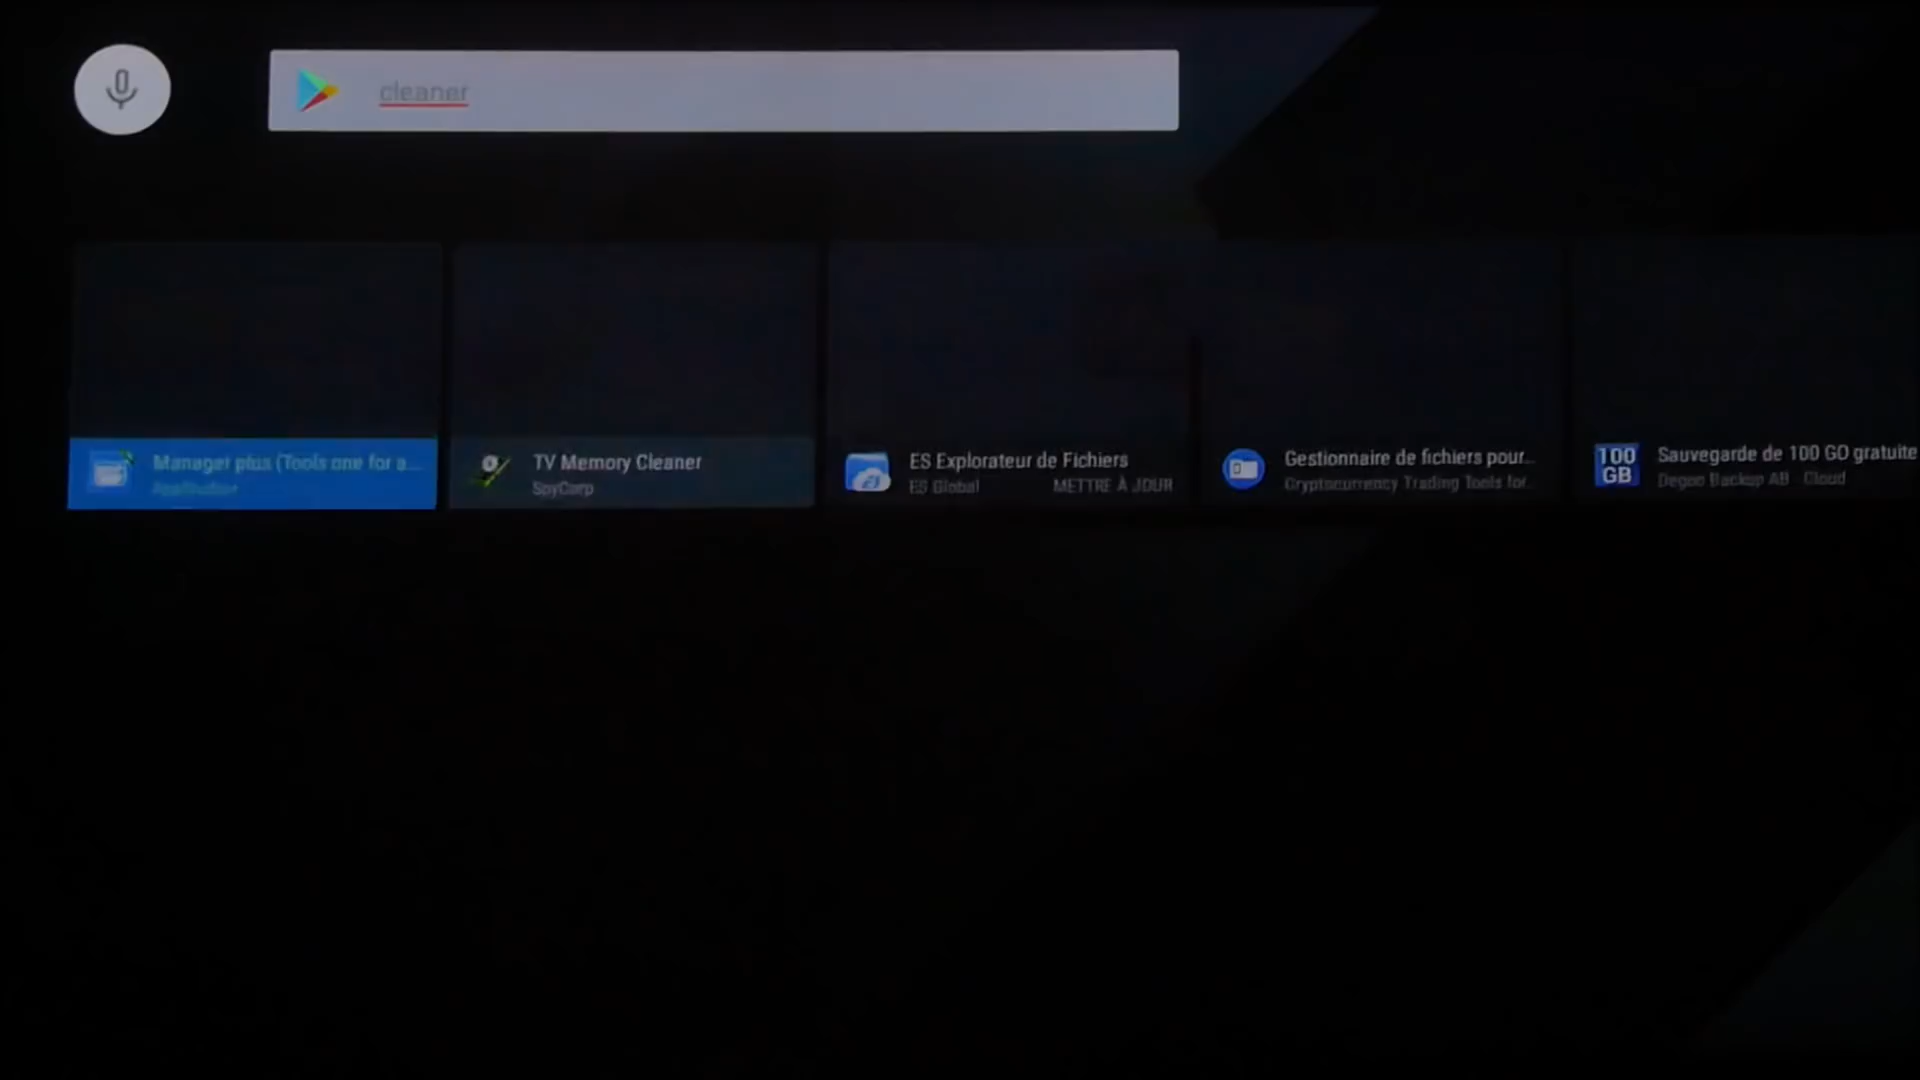 cleaner
Manager plus (Tools one for a...
TV Memory Cleaner
SpyCorp
ES Explorateur de Fichiers
ES Global METTRE À JOUR
Gestionnaire de fichiers pour...
Cryptocurrency Trading Tools for...
100
GB
Sauvegarde de 100 GO gratuite
Degoo Backup AB Cloud